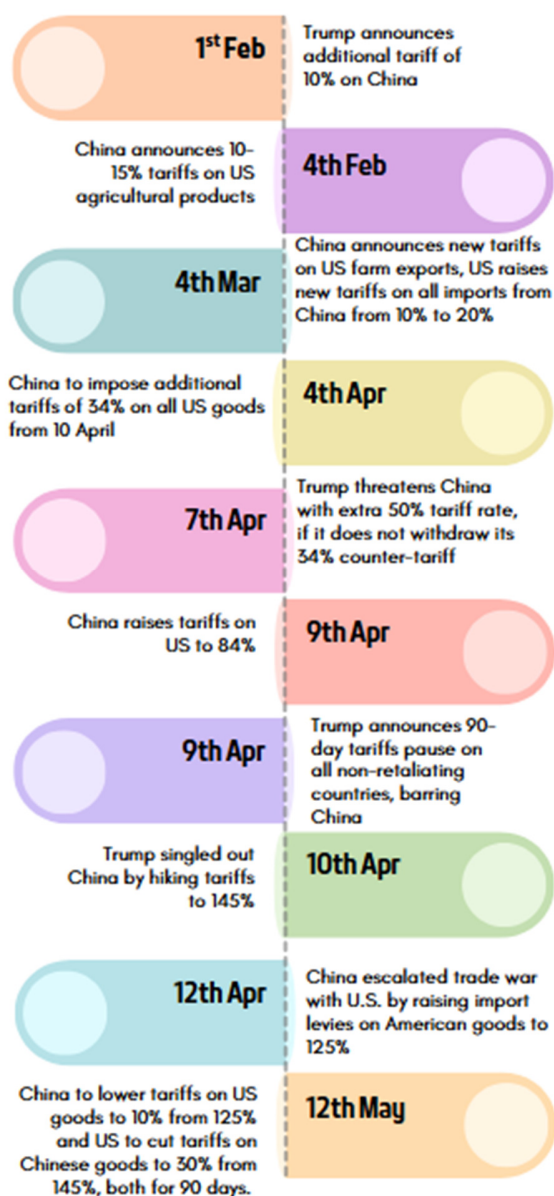 1st Feb
Trump announces
additional tariff of
10% on China
4th Feb
China announces 10-
15% tariffs on US
agricultural products
4th Mar
China announces new tariffs
on US farm exports, US raises
new tariffs on all imports from
China from 10% to 20%
4th Apr
China to impose additional
tariffs of 34% on all US goods
from 10 April
7th Apr
Trump threatens China
with extra 50% tariff rate,
if it does not withdraw its
34% counter-tariff
9th Apr
China raises tariffs on
US to 84%
9th Apr
Trump announces 90-
day tariffs pause on
all non-retaliating
countries, barring
China
10th Apr
Trump singled out
China by hiking tariffs
to 145%
12th Apr
China escalated trade war
with U.S. by raising import
levies on American goods to
125%
12th May
China to lower tariffs on US
goods to 10% from 125%
and US to cut tariffs on
Chinese goods to 30% from
145%, both for 90 days.